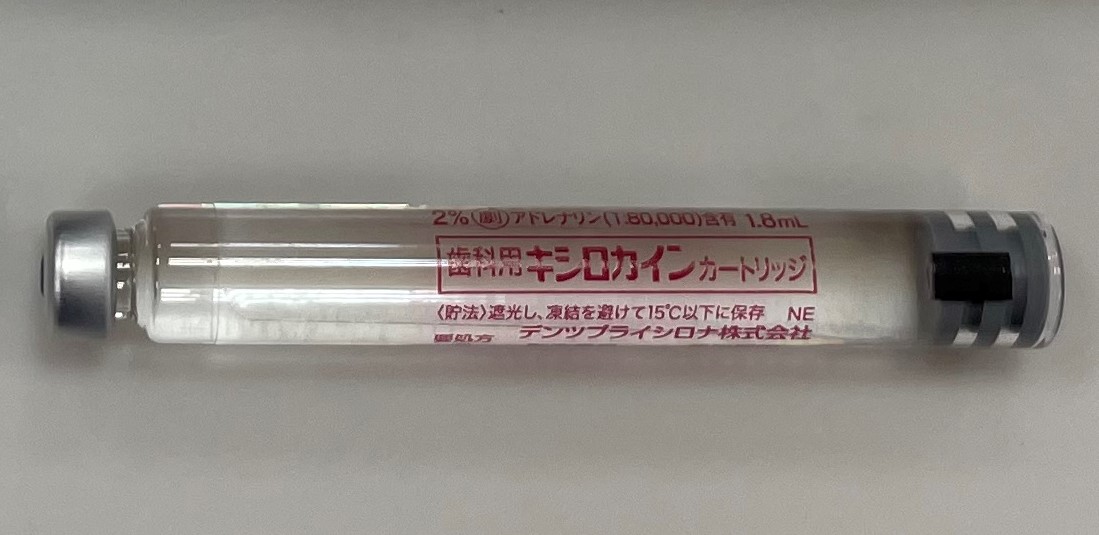 2% 劇 アドレナリン(1:80,000)含有 1.8mL
歯科用キシロカインカートリッジ
〈貯法〉遮光し、凍結を避けて15℃以下に保存 NE
要処方 デンツプライシロナ株式会社